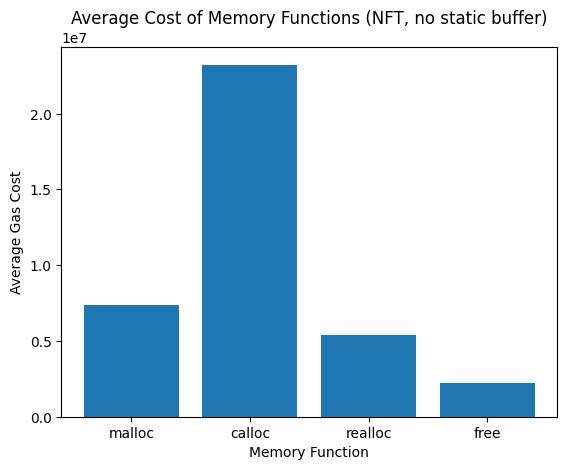 Average Cost of Memory Functions (NFT, no static buffer)
1e7
2.0
1.5
1.0
0.5
0.0
Average Gas Cost
malloc calloc realloc free
Memory Function